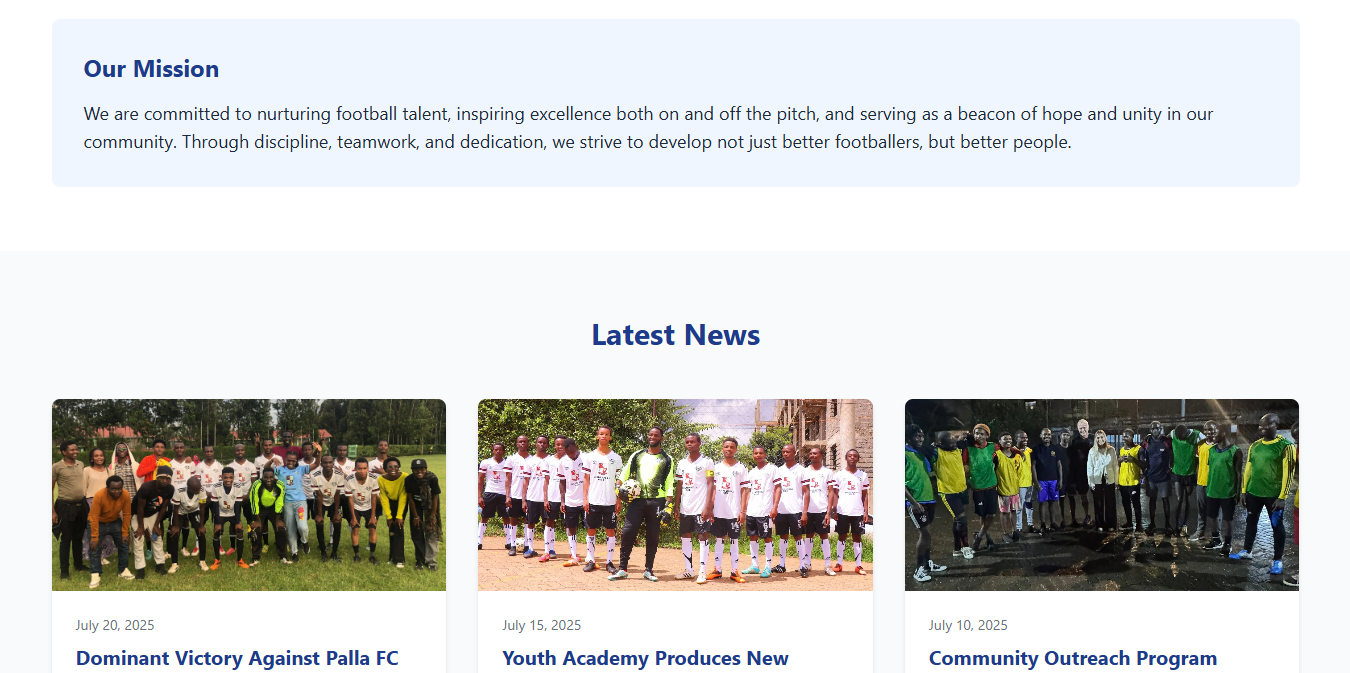 Our Mission
We are committed to nurturing football talent, inspiring excellence both on and off the pitch, and serving as a beacon of hope and unity in our
community. Through discipline, teamwork, and dedication, we strive to develop not just better footballers, but better people.
Latest News
July 20, 2025
Dominant Victory Against Palla FC
July 15, 2025
Youth Academy Produces New
July 10, 2025
Community Outreach Program